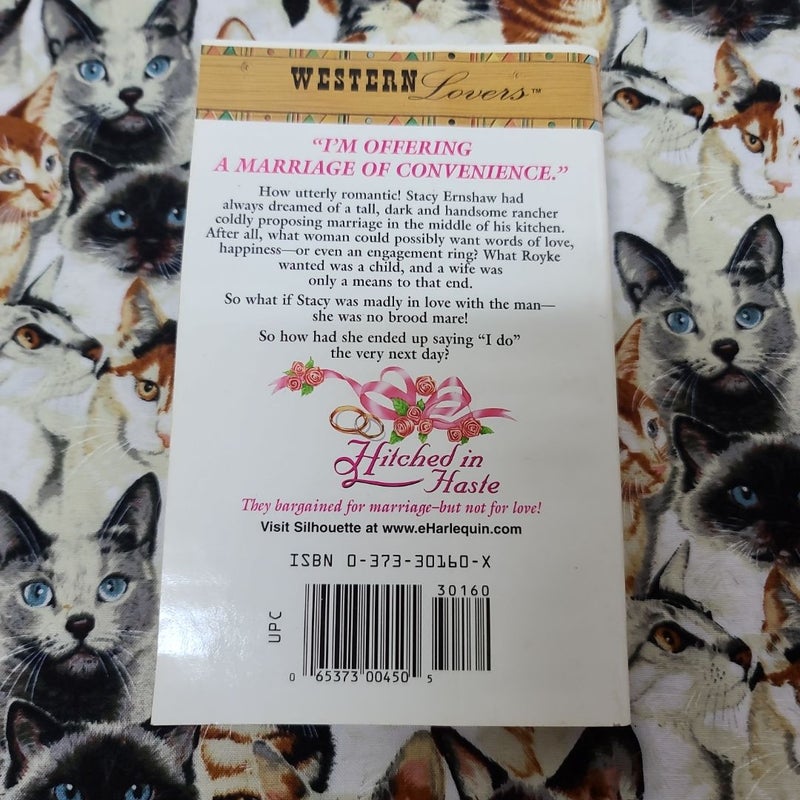 WESTERN Lovers™
"I'M OFFERING
A MARRIAGE OF CONVENIENCE."
How utterly romantic! Stacy Ernshaw had
always dreamed of a tall, dark and handsome rancher
coldly proposing marriage in the middle of his kitchen.
After all, what woman could possibly want words of love,
happiness—or even an engagement ring? What Royke
wanted was a child, and a wife was
only a means to that end.
So what if Stacy was madly in love with the man—
she was no brood mare!
So how had she ended up saying "I do"
the very next day?
Hitched in
Haste
They bargained for marriage–but not for love!
Visit Silhouette at www.eHarlequin.com
ISBN 0-373-30160-X
30160
UPC
0 65373 00450 5